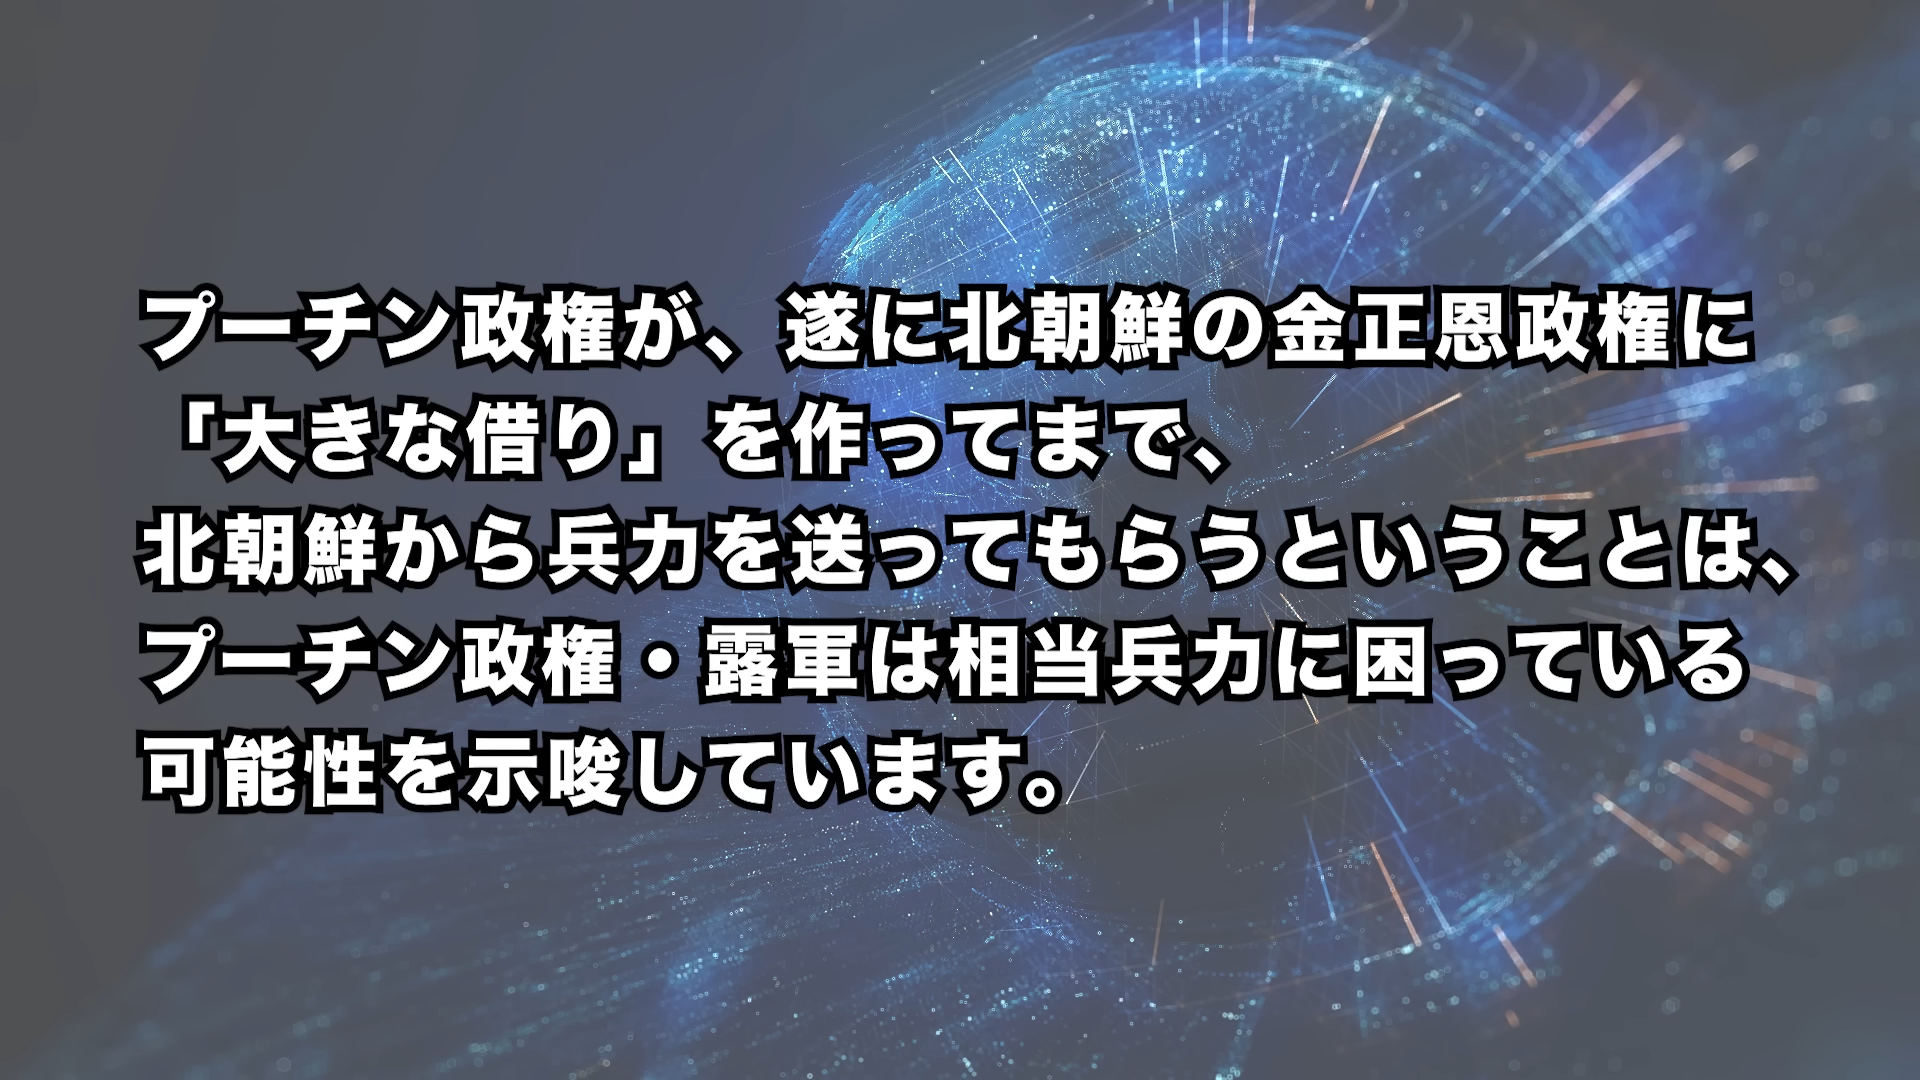 プーチン政権が、遂に北朝鮮の金正恩政権に
「大きな借り」を作ってまで、
北朝鮮から兵力を送ってもらうということは、
プーチン政権・露軍は相当兵力に困っている
可能性を示唆しています。